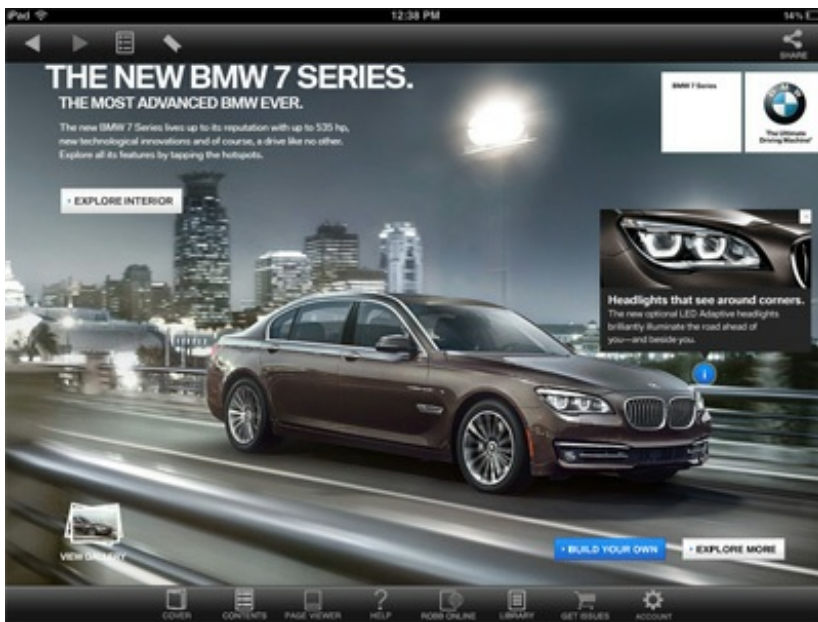 iPad
12:38 PM
14%
SHARE
THE NEW BMW 7 SERIES.
THE MOST ADVANCED BMW EVER.
The new BMW 7 Series lives up to its reputation with up to 535 hp,
new technological innovations and of course, a drive like no other.
Explore all its features by tapping the hotspots.
EXPLORE INTERIOR
BMW 7 Series
BMW
The Ultimate
Driving Machine®
Headlights that see around corners.
The new optional LED Adaptive headlights
brilliantly illuminate the road ahead of
you—and beside you.
i
VIEW GALLERY
BUILD YOUR OWN
EXPLORE MORE
COVER
CONTENTS
PAGE VIEWER
HELP
ROBB ONLINE
LIBRARY
GET ISSUES
ACCOUNT